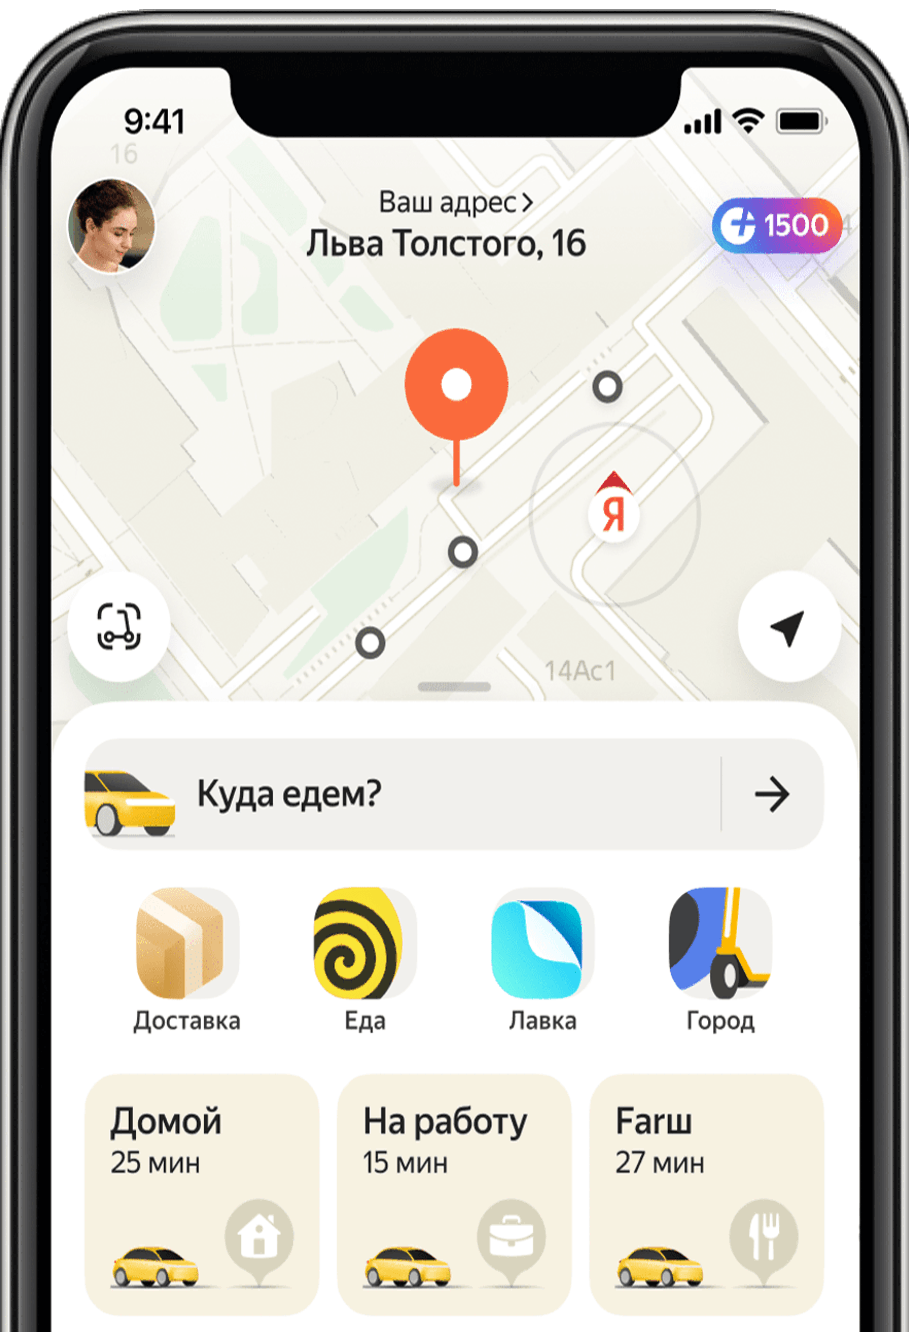 9:41
16
Ваш адрес
Льва Толстого, 16
1500
4
Я
14Ас1
Куда едем?
Доставка
Еда
Лавка
Город
Домой
На работу
Farш
25 мин
15 мин
27 мин